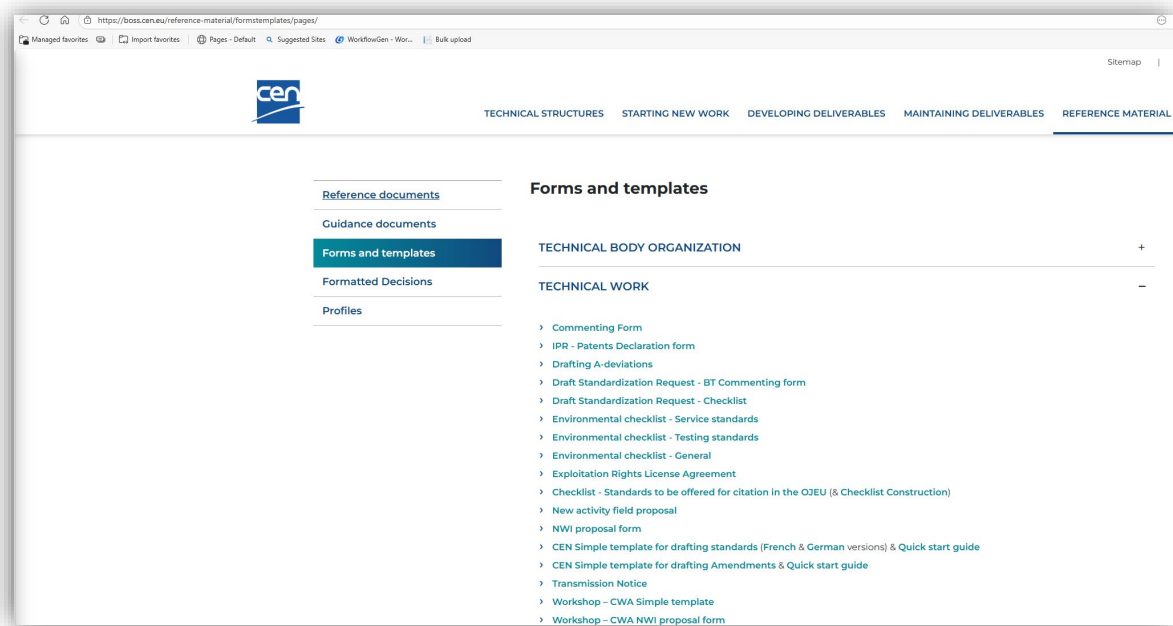 https://boss.cen.eu/reference-material/formstemplates/pages/
Managed favorites Import favorites Pages - Default Suggested Sites WorkflowGen - Wor... Bulk upload
Sitemap |
cen
TECHNICAL STRUCTURES STARTING NEW WORK DEVELOPING DELIVERABLES MAINTAINING DELIVERABLES REFERENCE MATERIAL
Reference documents
Guidance documents
Forms and templates
Formatted Decisions
Profiles
Forms and templates
TECHNICAL BODY ORGANIZATION +
TECHNICAL WORK −
› Commenting Form
› IPR - Patents Declaration form
› Drafting A-deviations
› Draft Standardization Request - BT Commenting form
› Draft Standardization Request - Checklist
› Environmental checklist - Service standards
› Environmental checklist - Testing standards
› Environmental checklist - General
› Exploitation Rights License Agreement
› Checklist - Standards to be offered for citation in the OJEU (& Checklist Construction)
› New activity field proposal
› NWI proposal form
› CEN Simple template for drafting standards (French & German versions) & Quick start guide
› CEN Simple template for drafting Amendments & Quick start guide
› Transmission Notice
› Workshop – CWA Simple template
› Workshop – CWA NWI proposal form